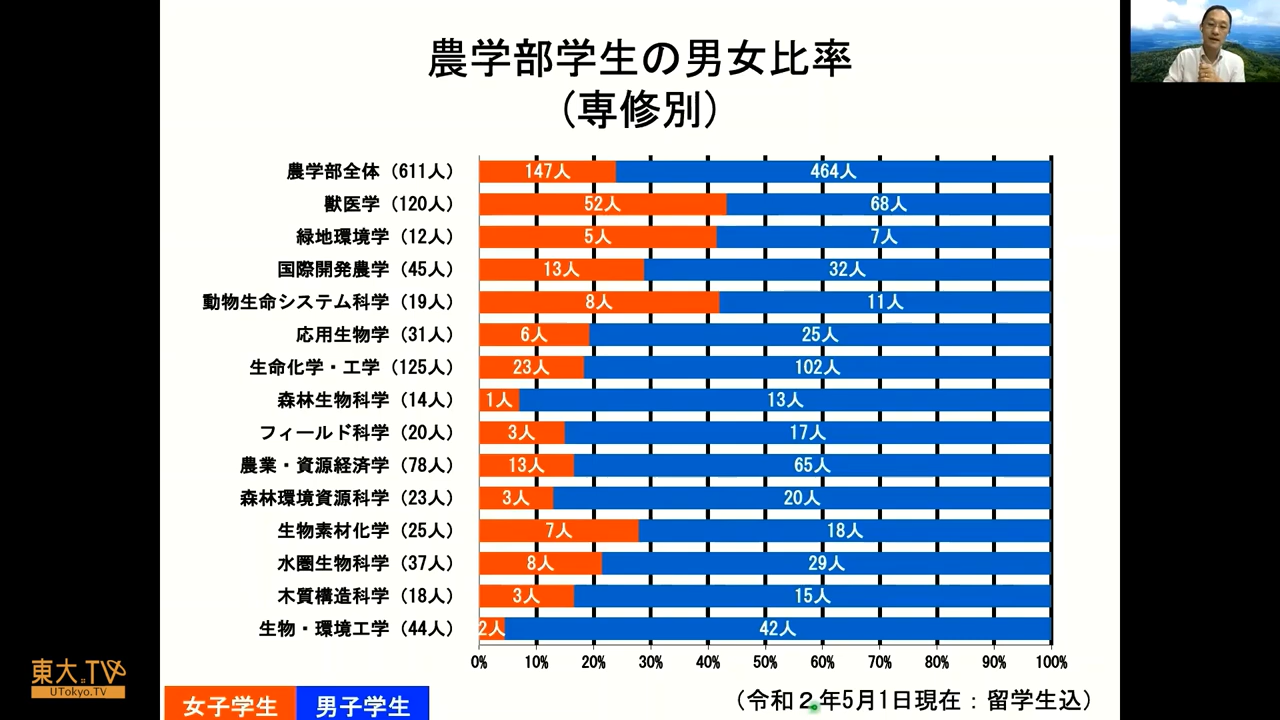 農学部学生の男女比率
(専修別)
農学部全体（611人） 147人 464人
獣医学（120人） 52人 68人
緑地環境学（12人） 5人 7人
国際開発農学（45人） 13人 32人
動物生命システム科学（19人） 8人 11人
応用生物学（31人） 6人 25人
生命化学・工学（125人） 23人 102人
森林生物科学（14人） 1人 13人
フィールド科学（20人） 3人 17人
農業・資源経済学（78人） 13人 65人
森林環境資源科学（23人） 3人 20人
生物素材化学（25人） 7人 18人
水圏生物科学（37人） 8人 29人
木質構造科学（18人） 3人 15人
生物・環境工学（44人） 2人 42人
0% 10% 20% 30% 40% 50% 60% 70% 80% 90% 100%
女子学生 男子学生
（令和２年5月1日現在：留学生込）
東大TV
UTokyo.TV